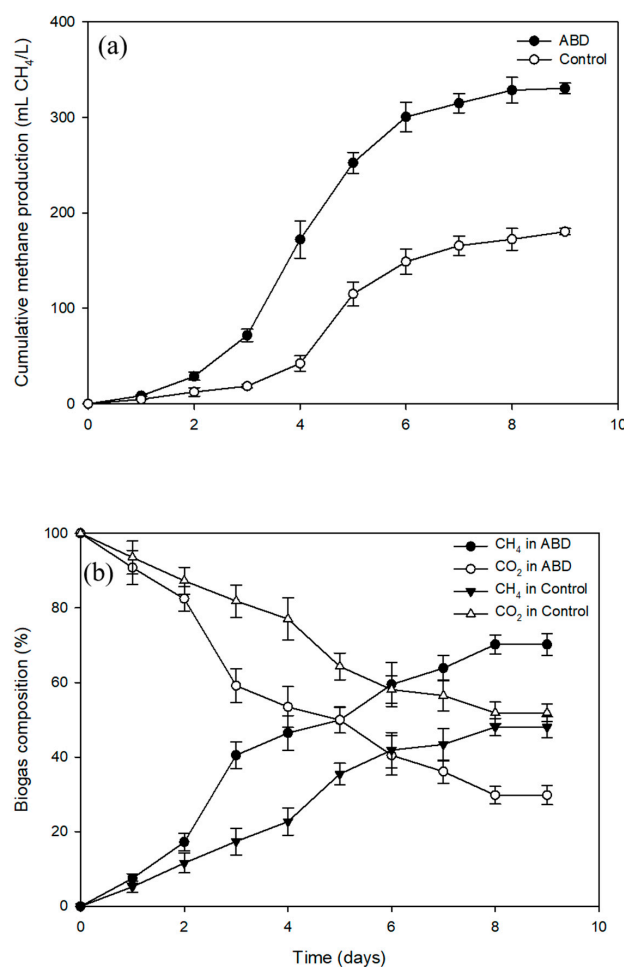 (a)
ABD
Control
Cumulative methane production (mL CH₄/L)
400
300
200
100
0
0 2 4 6 8 10
(b)
CH₄ in ABD
CO₂ in ABD
CH₄ in Control
CO₂ in Control
Biogas composition (%)
100
80
60
40
20
0
0 2 4 6 8 10
Time (days)